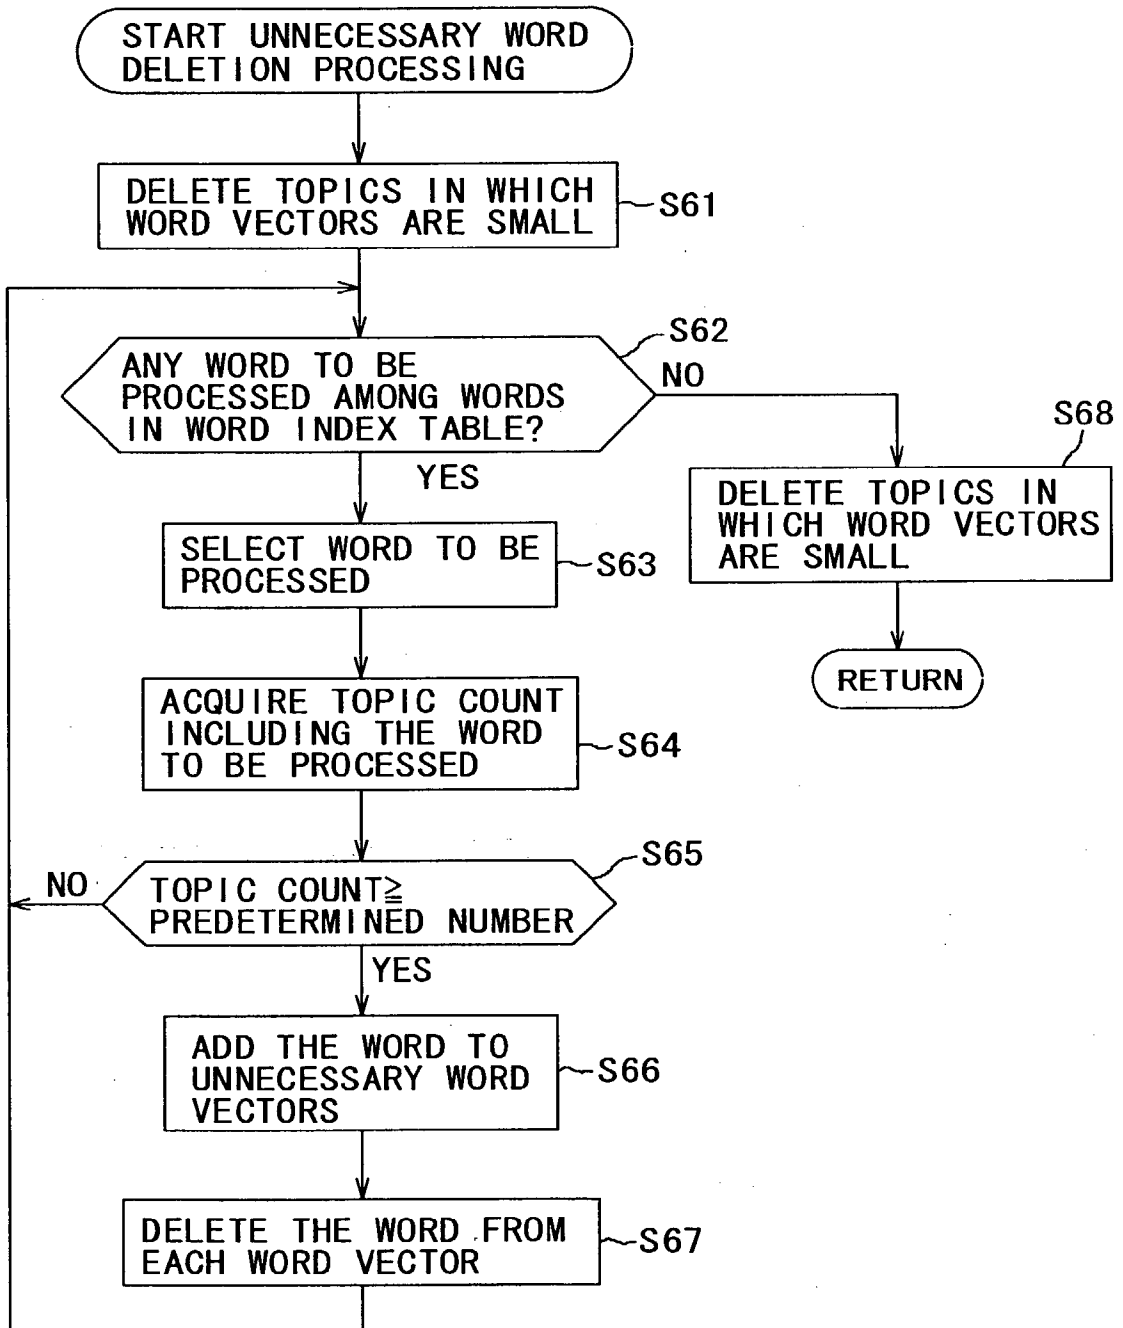 START UNNECESSARY WORD
DELETION PROCESSING
DELETE TOPICS IN WHICH
WORD VECTORS ARE SMALL
S61
ANY WORD TO BE
PROCESSED AMONG WORDS
IN WORD INDEX TABLE?
S62
NO
YES
S68
DELETE TOPICS IN
WHICH WORD VECTORS
ARE SMALL
RETURN
SELECT WORD TO BE
PROCESSED
S63
ACQUIRE TOPIC COUNT
INCLUDING THE WORD
TO BE PROCESSED
S64
TOPIC COUNT≧
PREDETERMINED NUMBER
S65
NO
YES
ADD THE WORD TO
UNNECESSARY WORD
VECTORS
S66
DELETE THE WORD FROM
EACH WORD VECTOR
S67